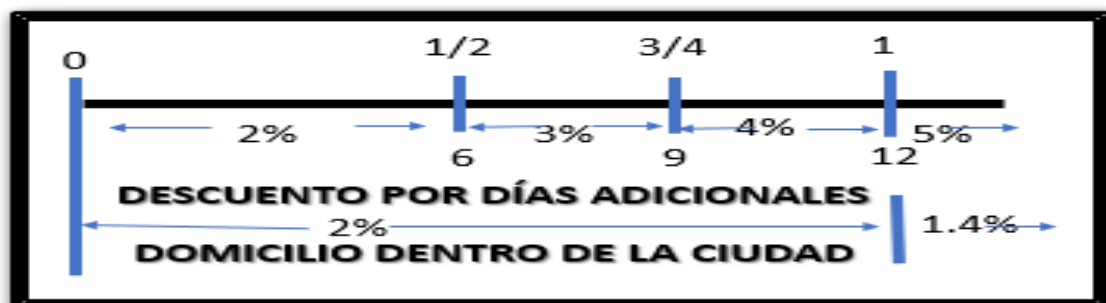 0 1/2 3/4 1
2% 3% 4% 5%
6 9 12
DESCUENTO POR DÍAS ADICIONALES
2% 1.4%
DOMICILIO DENTRO DE LA CIUDAD